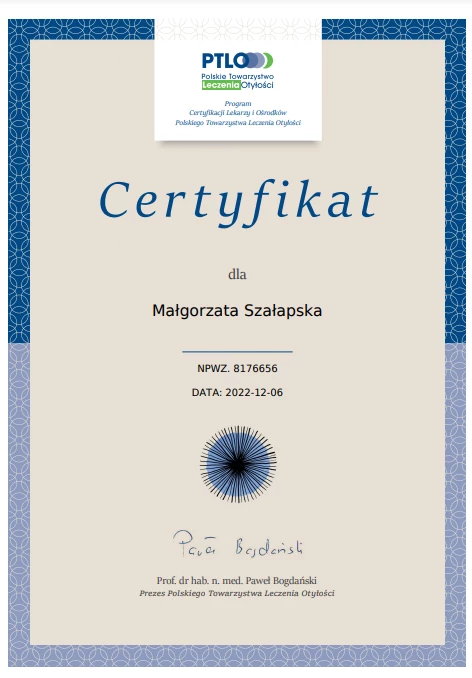 PTLO
Polskie Towarzystwo
Leczenia Otyłości
Program
Certyfikacji Lekarzy i Ośrodków
Polskiego Towarzystwa Leczenia Otyłości
Certyfikat
dla
Małgorzata Szałapska
NPWZ. 8176656
DATA: 2022-12-06
Paweł Bogdański
Prof. dr hab. n. med. Paweł Bogdański
Prezes Polskiego Towarzystwa Leczenia Otyłości